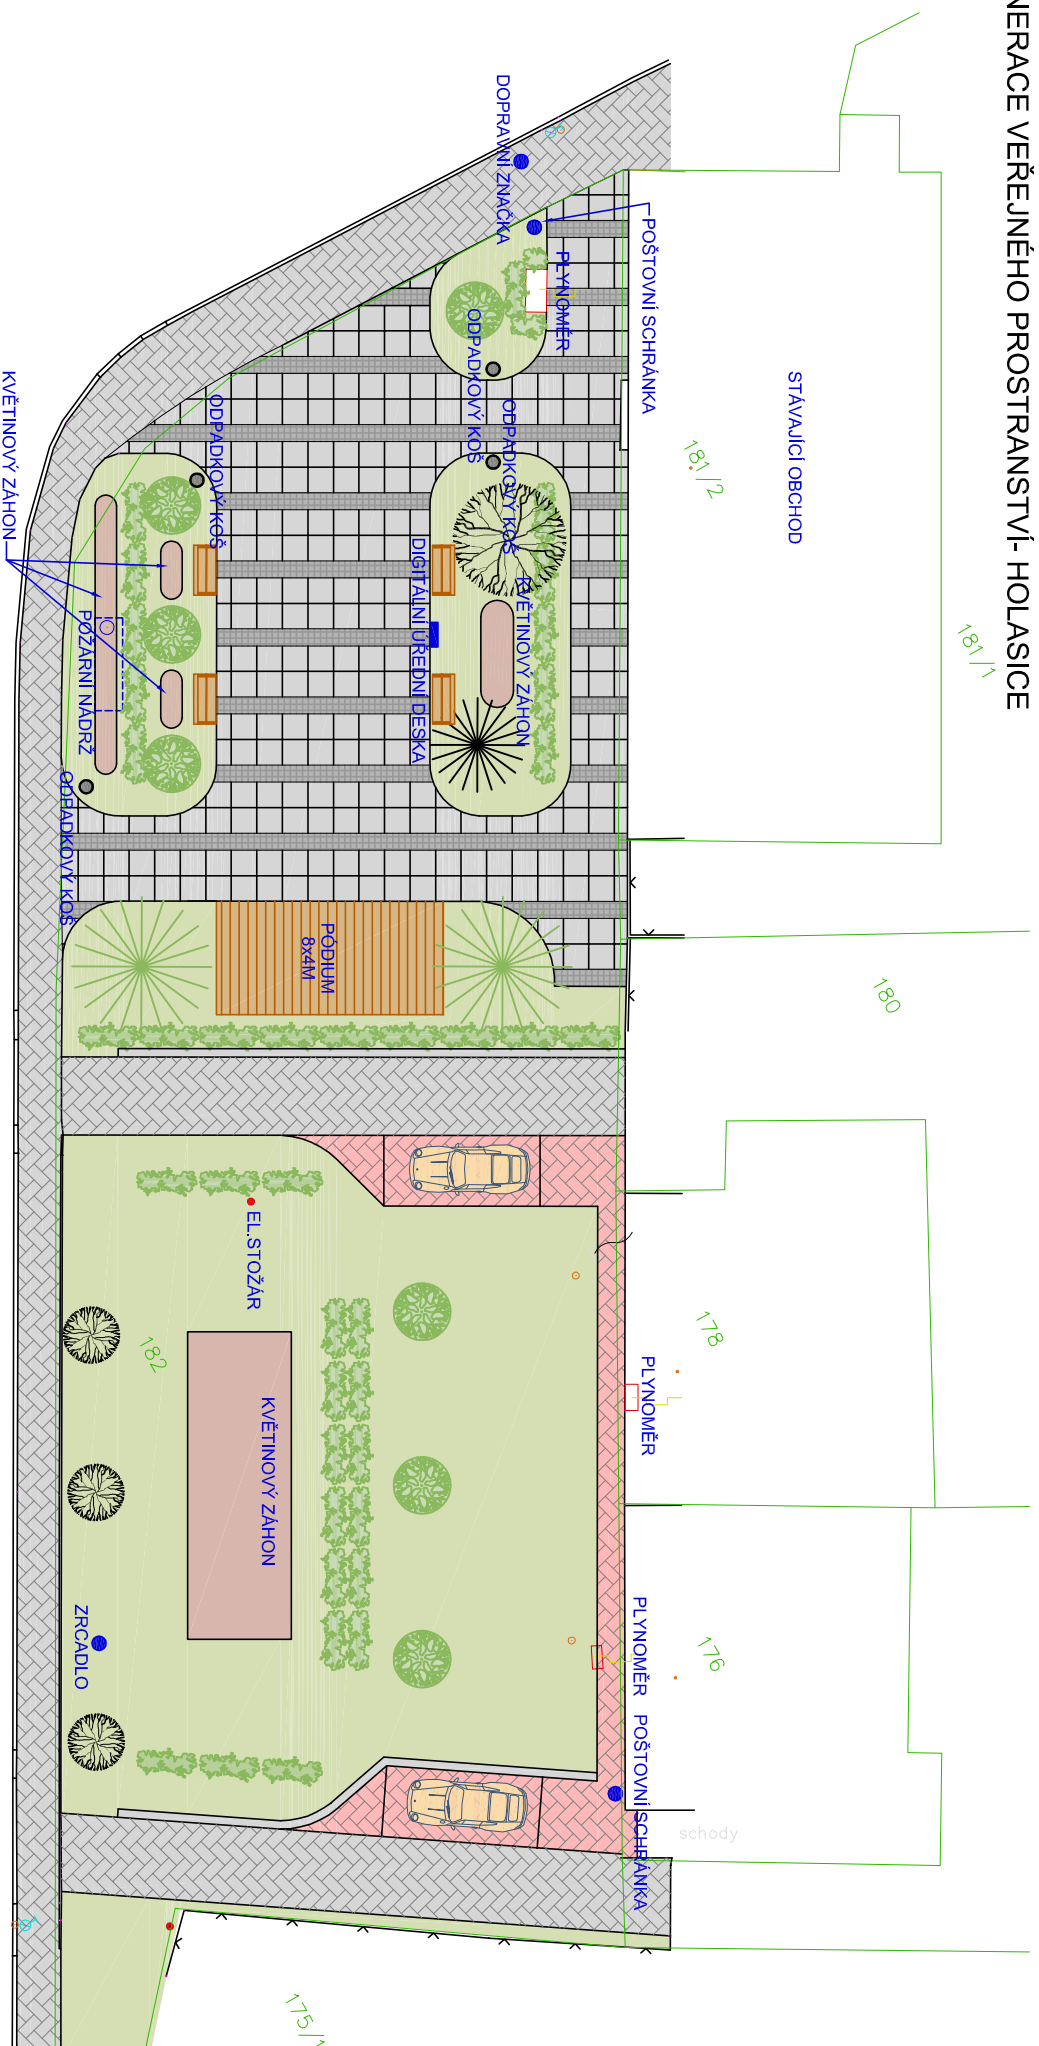 NERACE VEŘEJNÉHO PROSTRANSTVÍ- HOLASICE
DOPRAVNÍ ZNAČKA
POŠTOVNÍ SCHRÁNKA
PLYNOMĚR
STÁVAJÍCÍ OBCHOD
181/2
181/1
ODPADKOVÝ KOŠ
ODPADKOVÝ KOŠ
ODPADKOVÝ KOŠ
KVĚTINOVÝ ZÁHON
KVĚTINOVÝ ZÁHON
DIGITÁLNÍ ÚŘEDNÍ DESKA
POŽÁRNÍ NÁDRŽ
ODPADKOVÝ KOŠ
PÓDIUM
8x4M
180
EL.STOŽÁR
182
178
PLYNOMĚR
KVĚTINOVÝ ZÁHON
ZRCADLO
PLYNOMĚR
176
POŠTOVNÍ SCHRÁNKA
schody
175/1